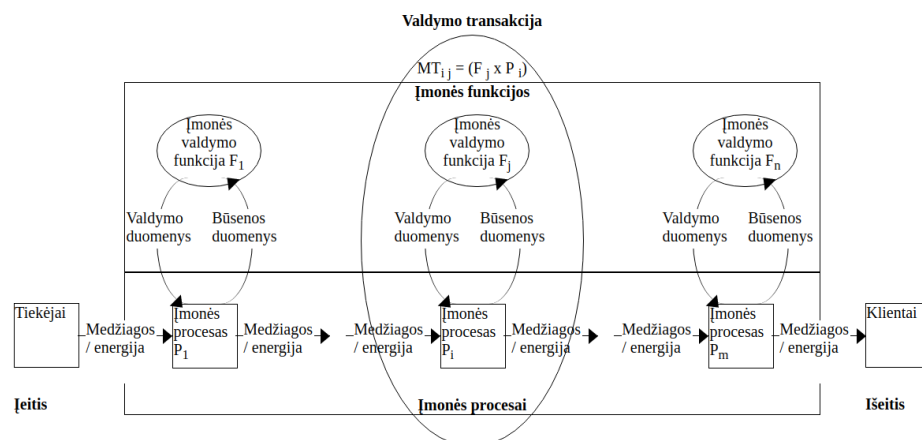 Valdymo transakcija
MT i j = (F j x P i)
Įmonės funkcijos
Įmonės
valdymo
funkcija F1
Įmonės
valdymo
funkcija Fj
Įmonės
valdymo
funkcija Fn
Valdymo
duomenys
Būsenos
duomenys
Valdymo
duomenys
Būsenos
duomenys
Valdymo
duomenys
Būsenos
duomenys
Tiekėjai
Medžiagos
/ energija
Įmonės
procesas
P1
Medžiagos
/ energija
Medžiagos
/ energija
Įmonės
procesas
Pi
Medžiagos
/ energija
Medžiagos
/ energija
Įmonės
procesas
Pm
Medžiagos
/ energija
Klientai
Įeitis
Įmonės procesai
Išeitis